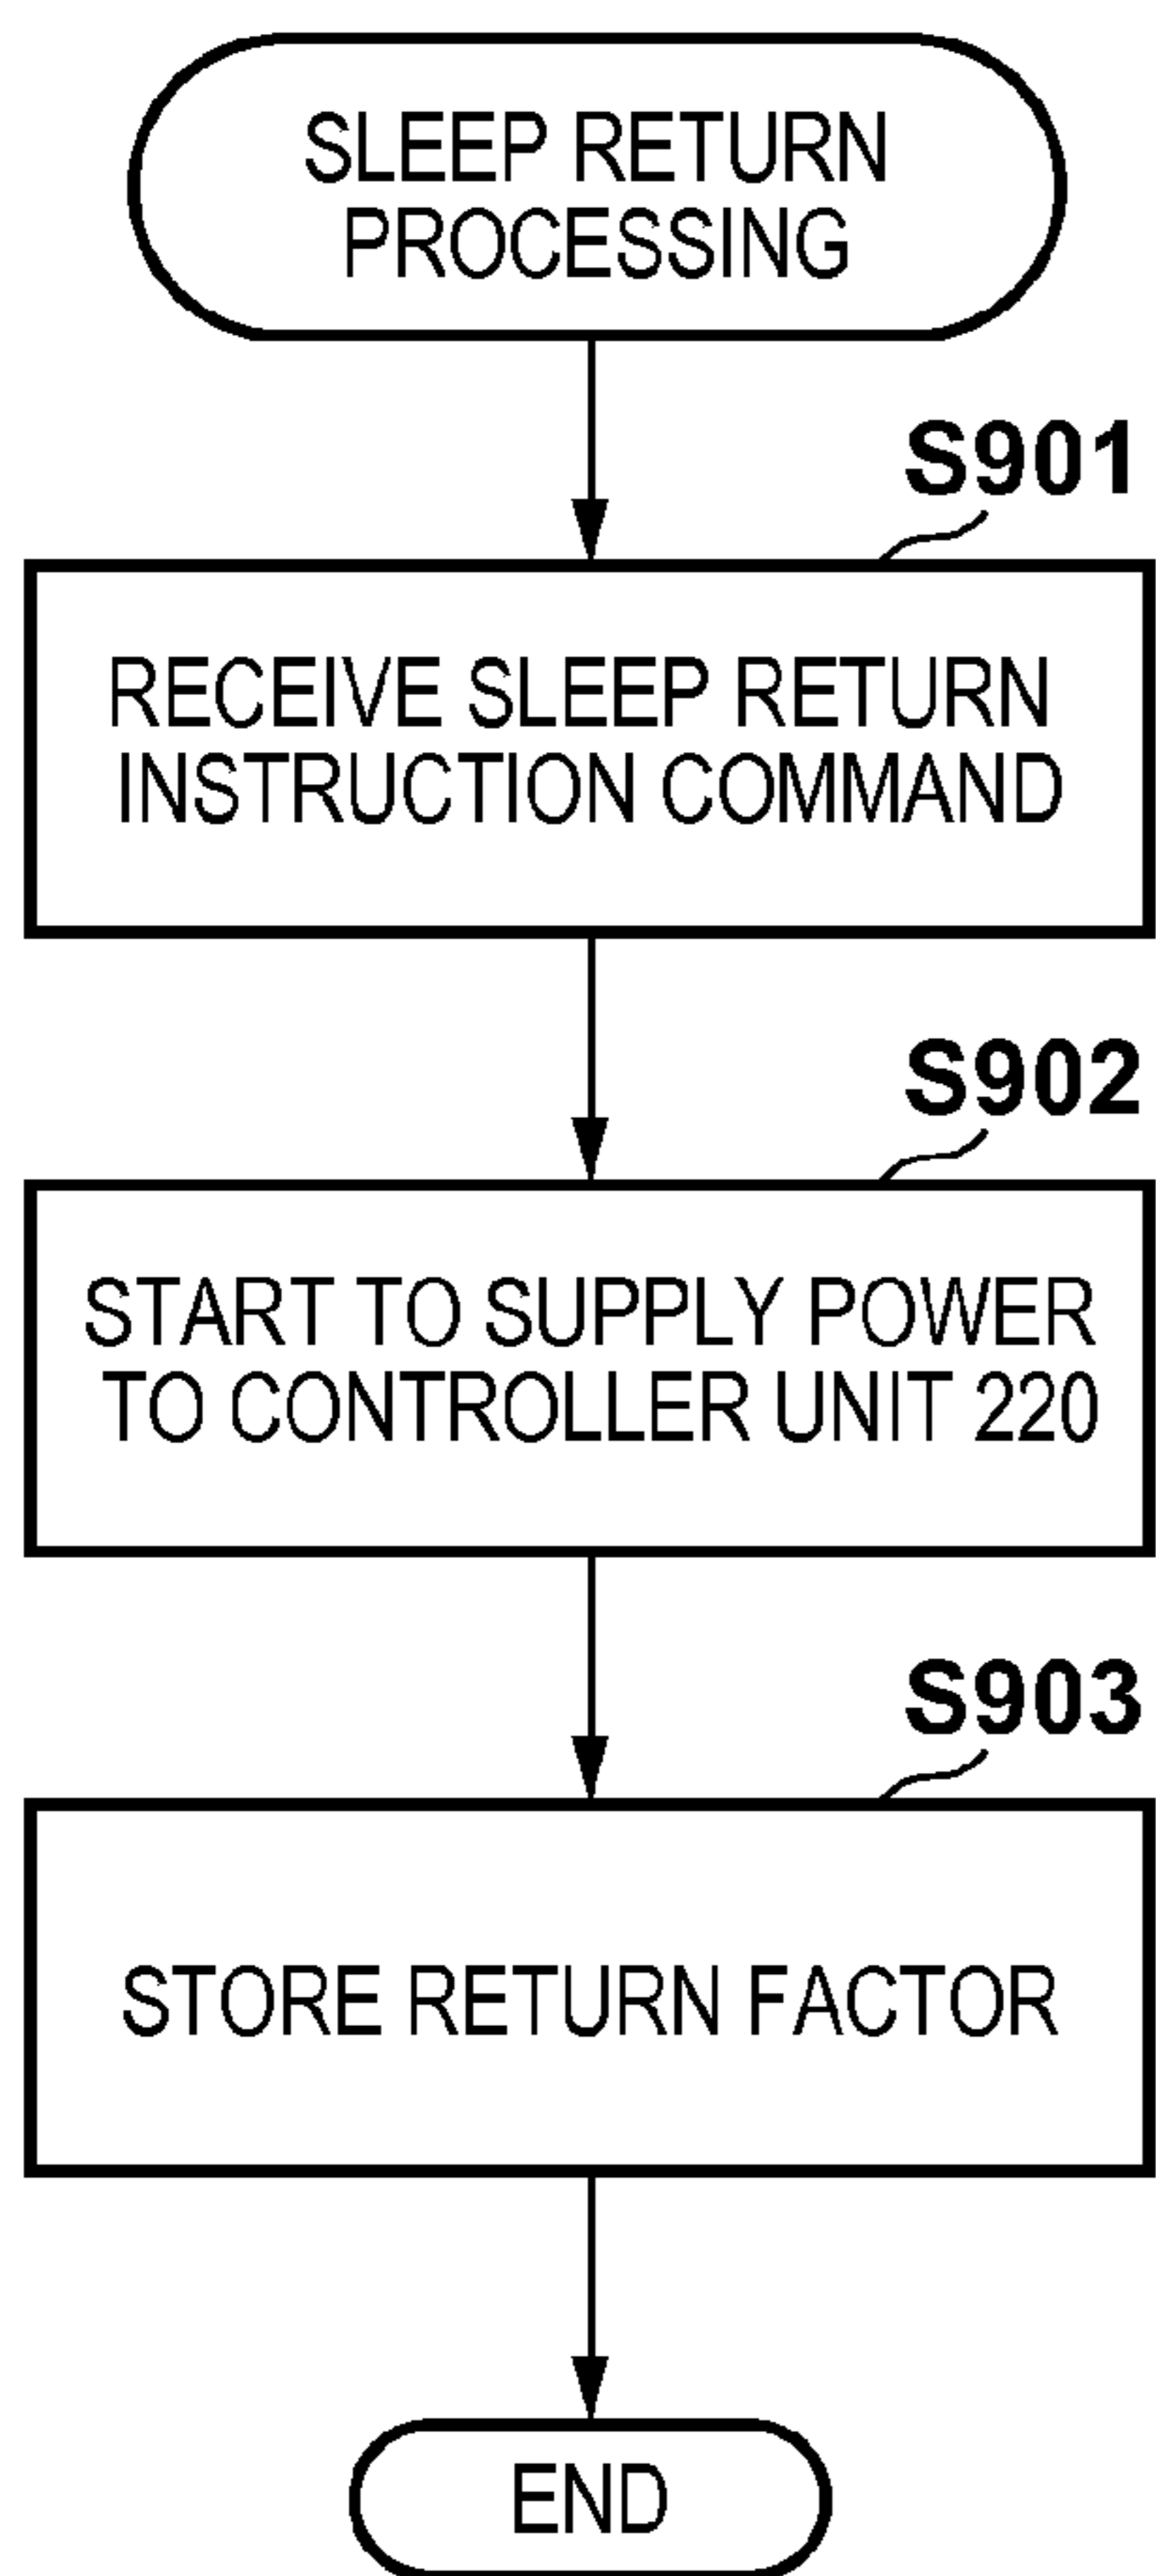 SLEEP RETURN
PROCESSING
S901
RECEIVE SLEEP RETURN
INSTRUCTION COMMAND
S902
START TO SUPPLY POWER
TO CONTROLLER UNIT 220
S903
STORE RETURN FACTOR
END